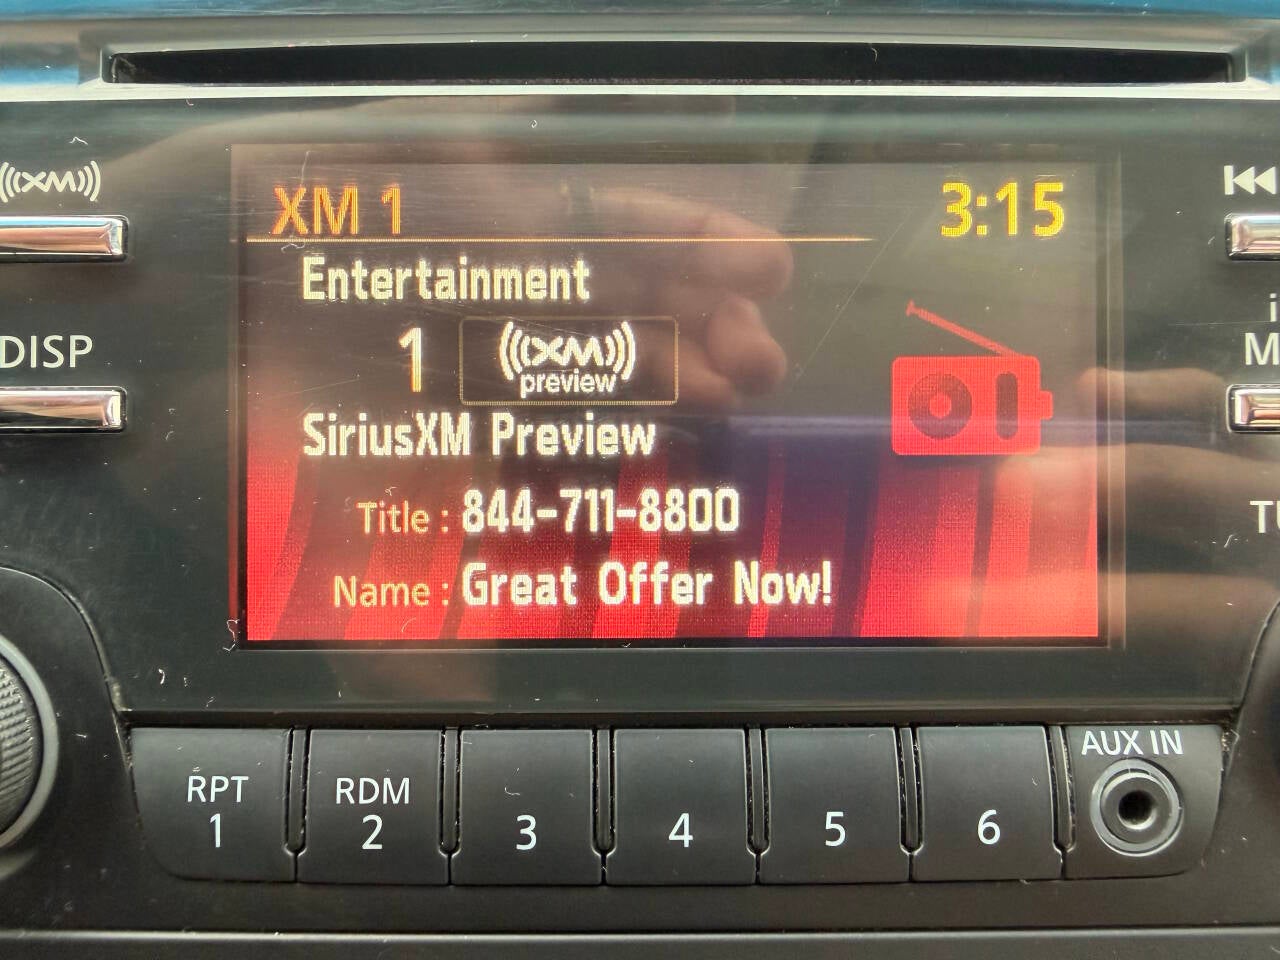 XM
XM 1
3:15
Entertainment
1
XM
preview
SiriusXM Preview
Title : 844-711-8800
Name : Great Offer Now!
DISP
AUX IN
RPT
1
RDM
2
3
4
5
6